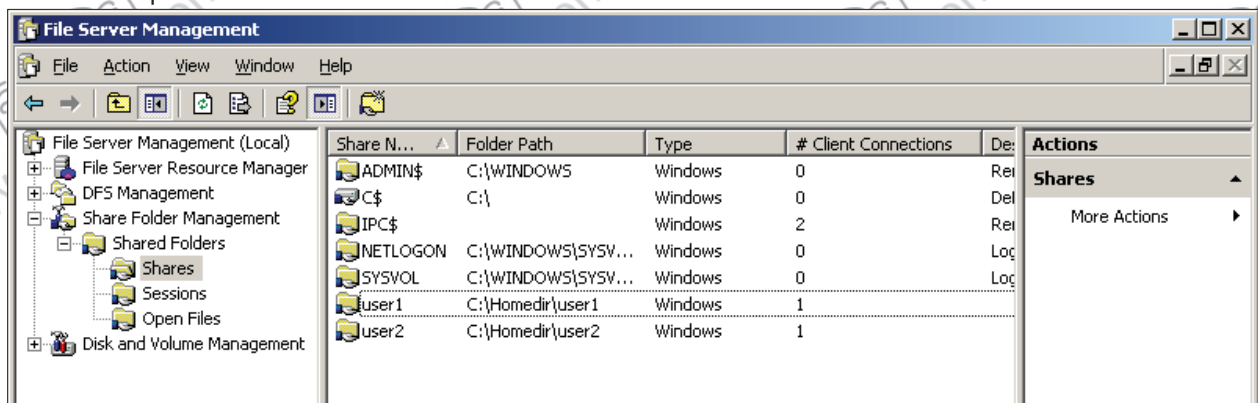 File Server Management
File Action View Window Help
File Server Management (Local)
File Server Resource Manager
DFS Management
Share Folder Management
Shared Folders
Shares
Sessions
Open Files
Disk and Volume Management
Share N... Folder Path Type # Client Connections
ADMIN$ C:\WINDOWS Windows 0
C$ C:\ Windows 0
IPC$ Windows 2
NETLOGON C:\WINDOWS\SYSV... Windows 0
SYSVOL C:\WINDOWS\SYSV... Windows 0
user1 C:\Homedir\user1 Windows 1
user2 C:\Homedir\user2 Windows 1
Actions
Shares
More Actions